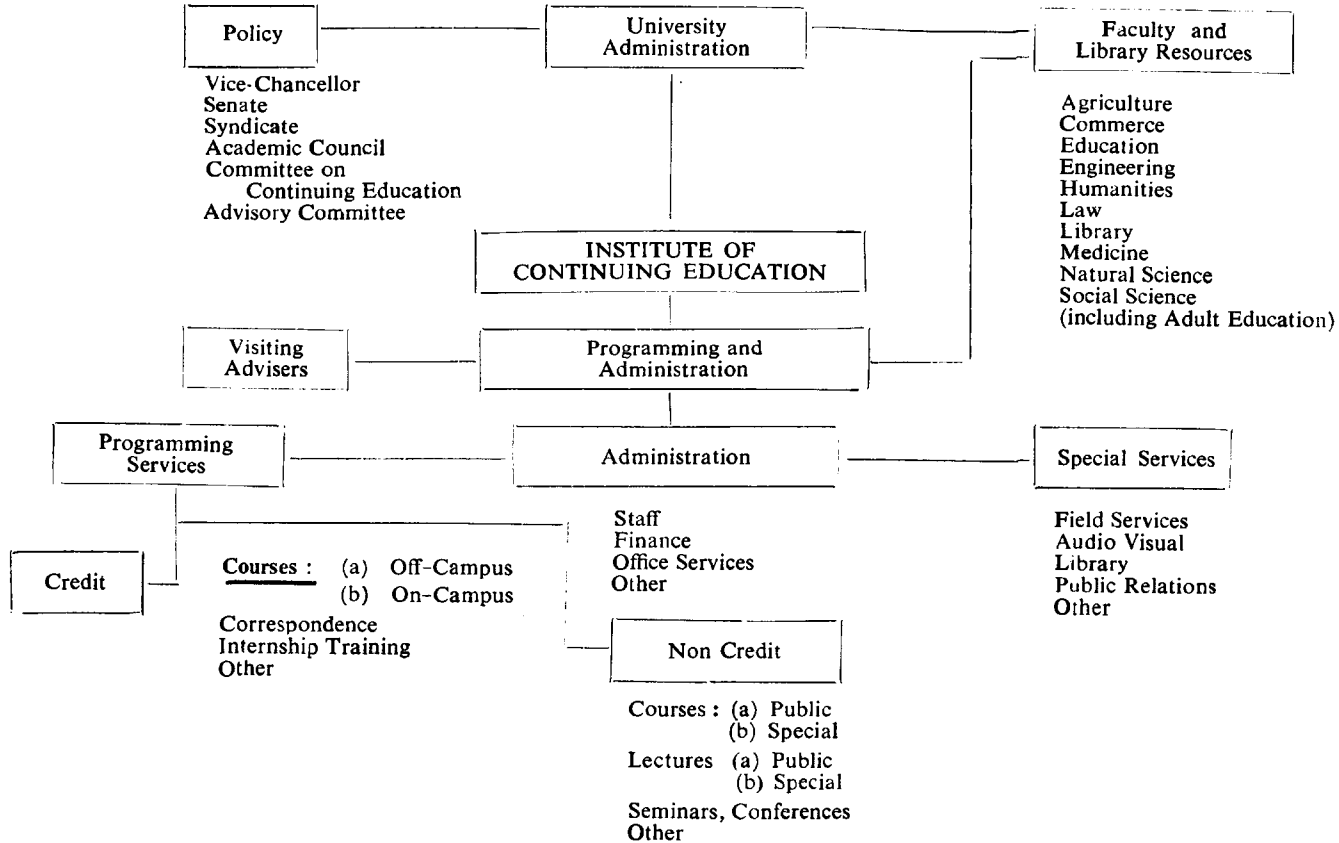 Policy
University
Administration
Faculty and
Library Resources
Vice-Chancellor
Senate
Syndicate
Academic Council
Committee on
Continuing Education
Advisory Committee
Agriculture
Commerce
Education
Engineering
Humanities
Law
Library
Medicine
Natural Science
Social Science
(including Adult Education)
INSTITUTE OF
CONTINUING EDUCATION
Visiting
Advisers
Programming and
Administration
Programming
Services
Administration
Special Services
Staff
Finance
Office Services
Other
Field Services
Audio Visual
Library
Public Relations
Other
Credit
Courses : (a) Off-Campus
(b) On-Campus
Correspondence
Internship Training
Other
Non Credit
Courses : (a) Public
(b) Special
Lectures (a) Public
(b) Special
Seminars, Conferences
Other